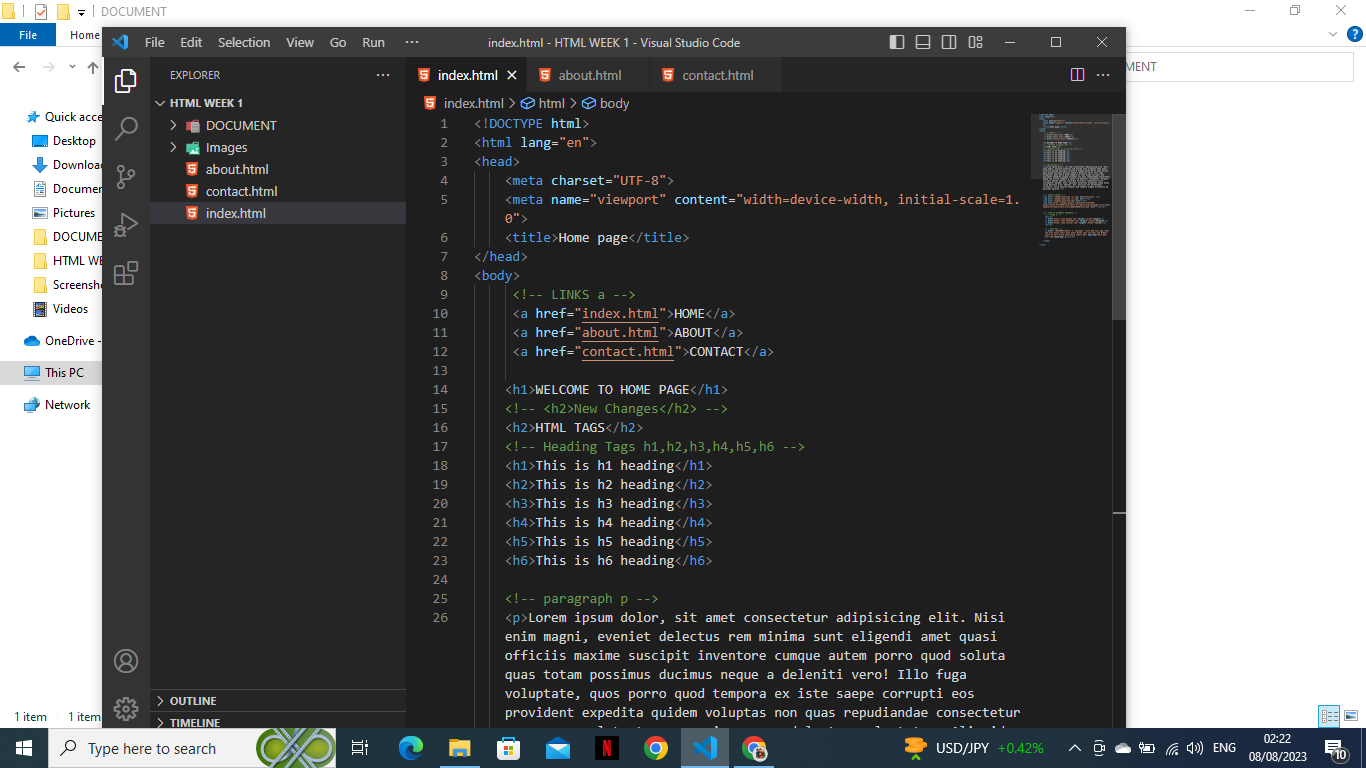 DOCUMENT
File
Home
MENT
Quick acce
Desktop
Downloa
Documer
Pictures
DOCUME
HTML WE
Screensh
Videos
OneDrive -
This PC
Network
1 item
1 item
File Edit Selection View Go Run ···
index.html - HTML WEEK 1 - Visual Studio Code
EXPLORER
HTML WEEK 1
DOCUMENT
Images
about.html
contact.html
index.html
OUTLINE
TIMELINE
index.html
about.html
contact.html
index.html > html > body
1 <!DOCTYPE html>
2 <html lang="en">
3 <head>
4 <meta charset="UTF-8">
5 <meta name="viewport" content="width=device-width, initial-scale=1.
0">
6 <title>Home page</title>
7 </head>
8 <body>
9 <!-- LINKS a -->
10 <a href="index.html">HOME</a>
11 <a href="about.html">ABOUT</a>
12 <a href="contact.html">CONTACT</a>
13
14 <h1>WELCOME TO HOME PAGE</h1>
15 <!-- <h2>New Changes</h2> -->
16 <h2>HTML TAGS</h2>
17 <!-- Heading Tags h1,h2,h3,h4,h5,h6 -->
18 <h1>This is h1 heading</h1>
19 <h2>This is h2 heading</h2>
20 <h3>This is h3 heading</h3>
21 <h4>This is h4 heading</h4>
22 <h5>This is h5 heading</h5>
23 <h6>This is h6 heading</h6>
24
25 <!-- paragraph p -->
26 <p>Lorem ipsum dolor, sit amet consectetur adipisicing elit. Nisi
enim magni, eveniet delectus rem minima sunt eligendi amet quasi
officiis maxime suscipit inventore cumque autem porro quod soluta
quas totam possimus ducimus neque a deleniti vero! Illo fuga
voluptate, quos porro quod tempora ex iste saepe corrupti eos
provident expedita quidem voluptas non quas repudiandae consectetur
Type here to search
USD/JPY +0.42%
ENG
02:22
08/08/2023
10